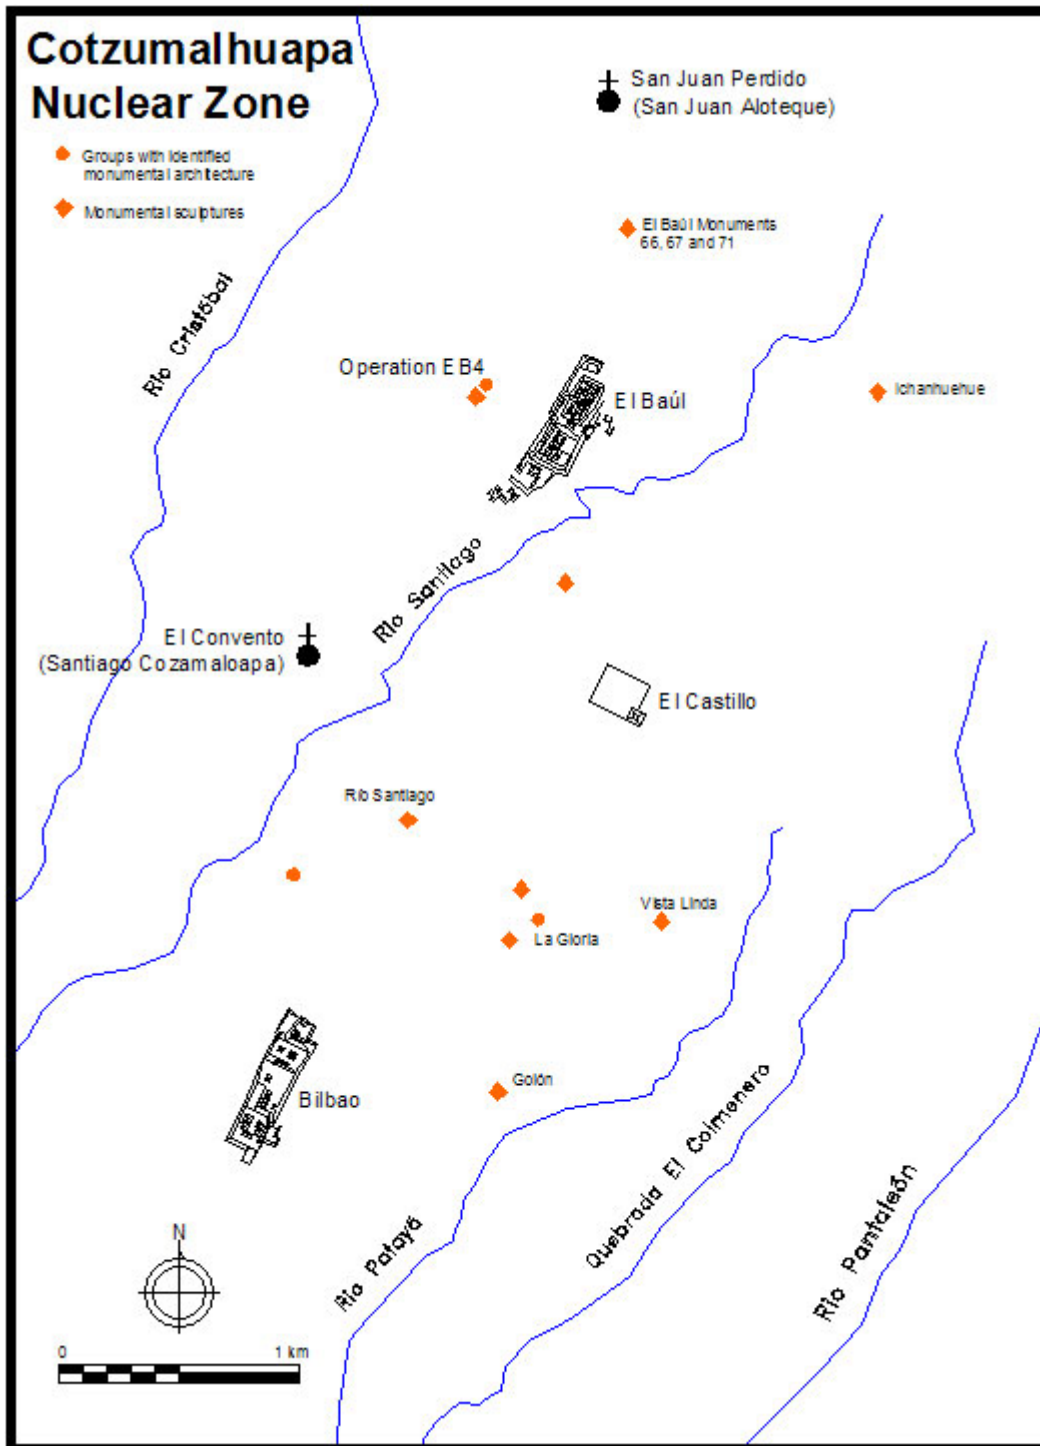 Cotzumalhuapa
Nuclear Zone
Groups with identified
monumental architecture
Monumental sculptures
San Juan Perdido
(San Juan Aloteque)
El Baúl Monuments
66, 67 and 71
Río Cristóbal
Operation EB4
El Baúl
Ichanhuehue
Río Santiago
El Convento
(Santiago Cozamaloapa)
El Castillo
Río Santiago
Vista Linda
La Gloria
Golón
Bilbao
Quebrada El Colmenero
Río Pantaleón
Río Patayá
N
0
1 km